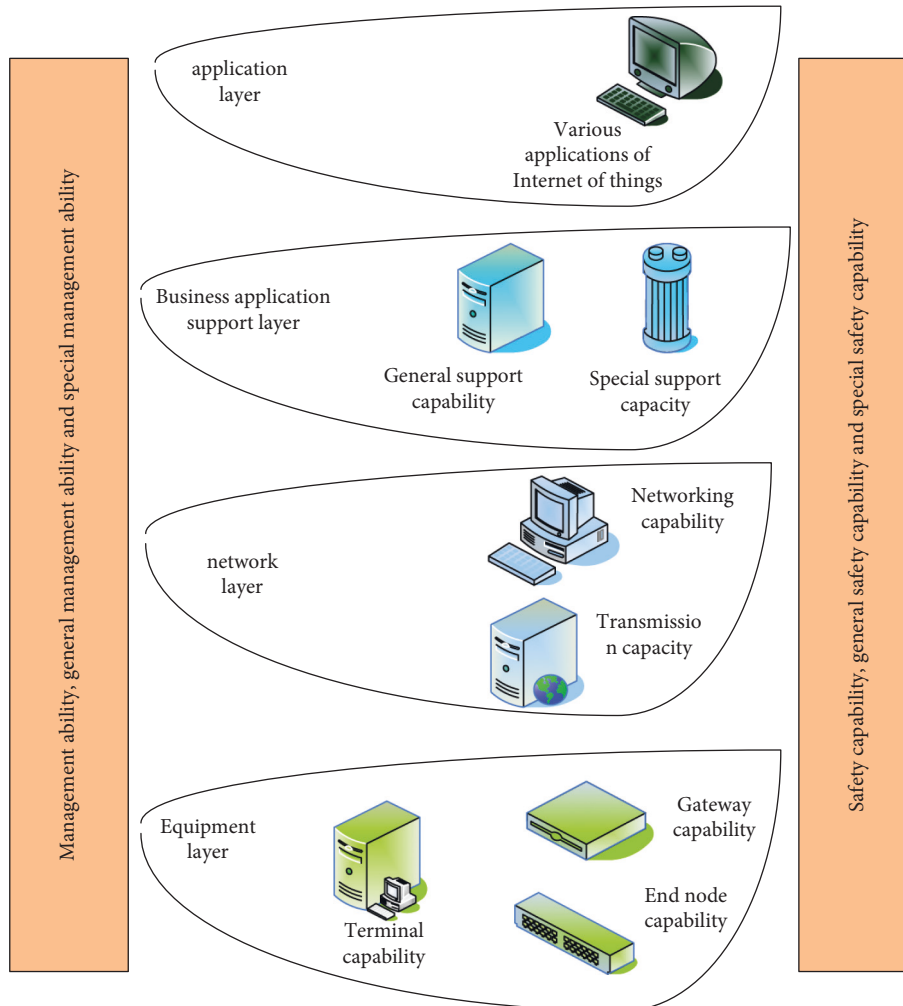 Management ability, general management ability and special management ability
application
layer
Various
applications of
Internet of things
Business application
support layer
General support
capability
Special support
capacity
network
layer
Networking
capability
Transmissio
n capacity
Equipment
layer
Terminal
capability
Gateway
capability
End node
capability
Safety capability, general safety capability and special safety capability